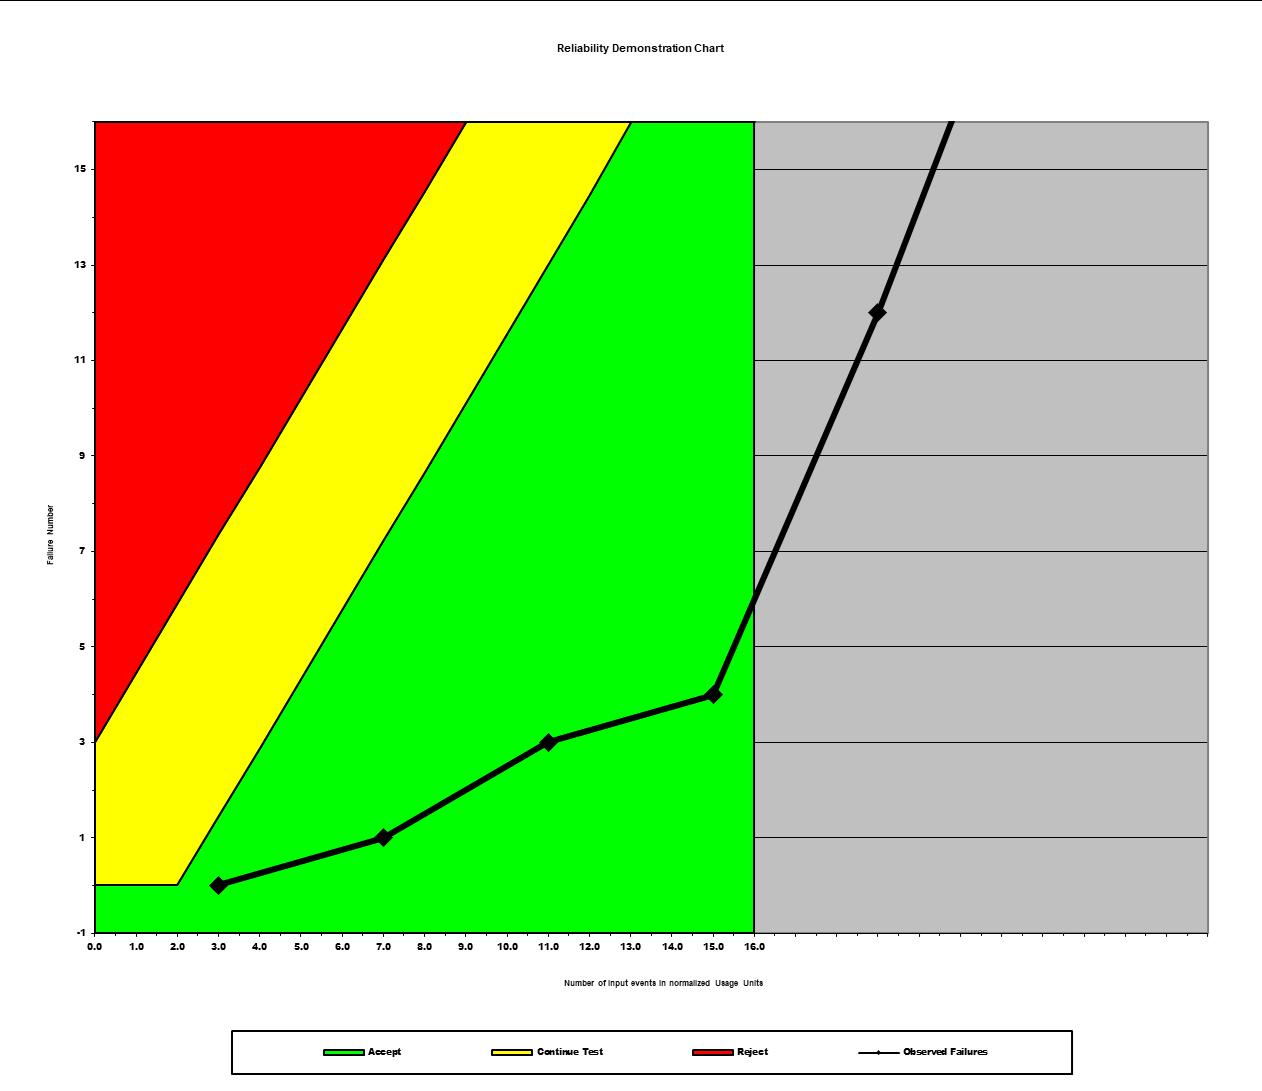 Reliability Demonstration Chart
15
13
11
9
7
5
3
1
-1
Failure Number
0.0 1.0 2.0 3.0 4.0 5.0 6.0 7.0 8.0 9.0 10.0 11.0 12.0 13.0 14.0 15.0 16.0
Number of input events in normalized Usage Units
Accept Continue Test Reject Observed Failures